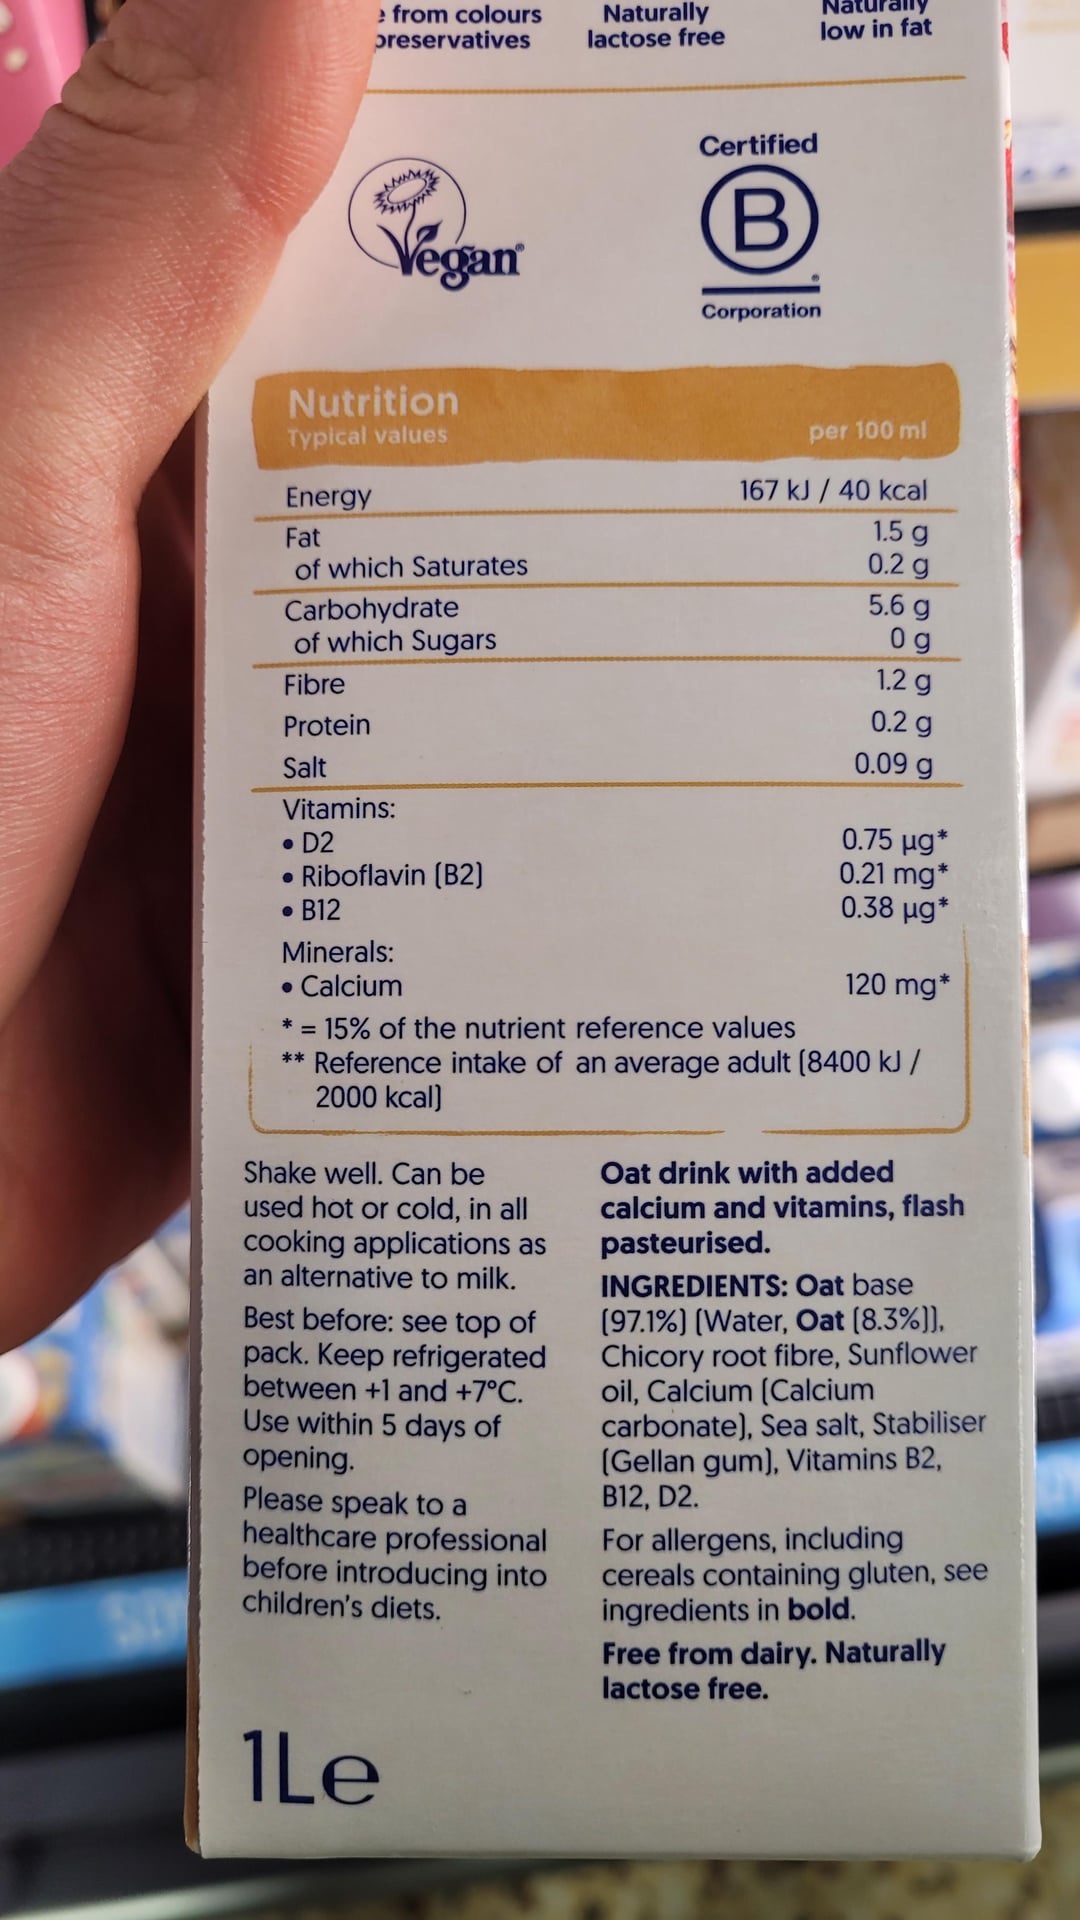 from colours
preservatives
Naturally
lactose free
Naturally
low in fat
Vegan
Certified
B
Corporation
Nutrition
Typical values per 100 ml
Energy 167 kJ / 40 kcal
Fat 1.5 g
of which Saturates 0.2 g
Carbohydrate 5.6 g
of which Sugars 0 g
Fibre 1.2 g
Protein 0.2 g
Salt 0.09 g
Vitamins:
• D2 0.75 µg*
• Riboflavin (B2) 0.21 mg*
• B12 0.38 µg*
Minerals:
• Calcium 120 mg*
* = 15% of the nutrient reference values
** Reference intake of an average adult (8400 kJ /
2000 kcal)
Shake well. Can be
used hot or cold, in all
cooking applications as
an alternative to milk.
Best before: see top of
pack. Keep refrigerated
between +1 and +7°C.
Use within 5 days of
opening.
Please speak to a
healthcare professional
before introducing into
children's diets.
Oat drink with added
calcium and vitamins, flash
pasteurised.
INGREDIENTS: Oat base
(97.1%) (Water, Oat (8.3%)),
Chicory root fibre, Sunflower
oil, Calcium (Calcium
carbonate), Sea salt, Stabiliser
(Gellan gum), Vitamins B2,
B12, D2.
For allergens, including
cereals containing gluten, see
ingredients in bold.
Free from dairy. Naturally
lactose free.
1Le